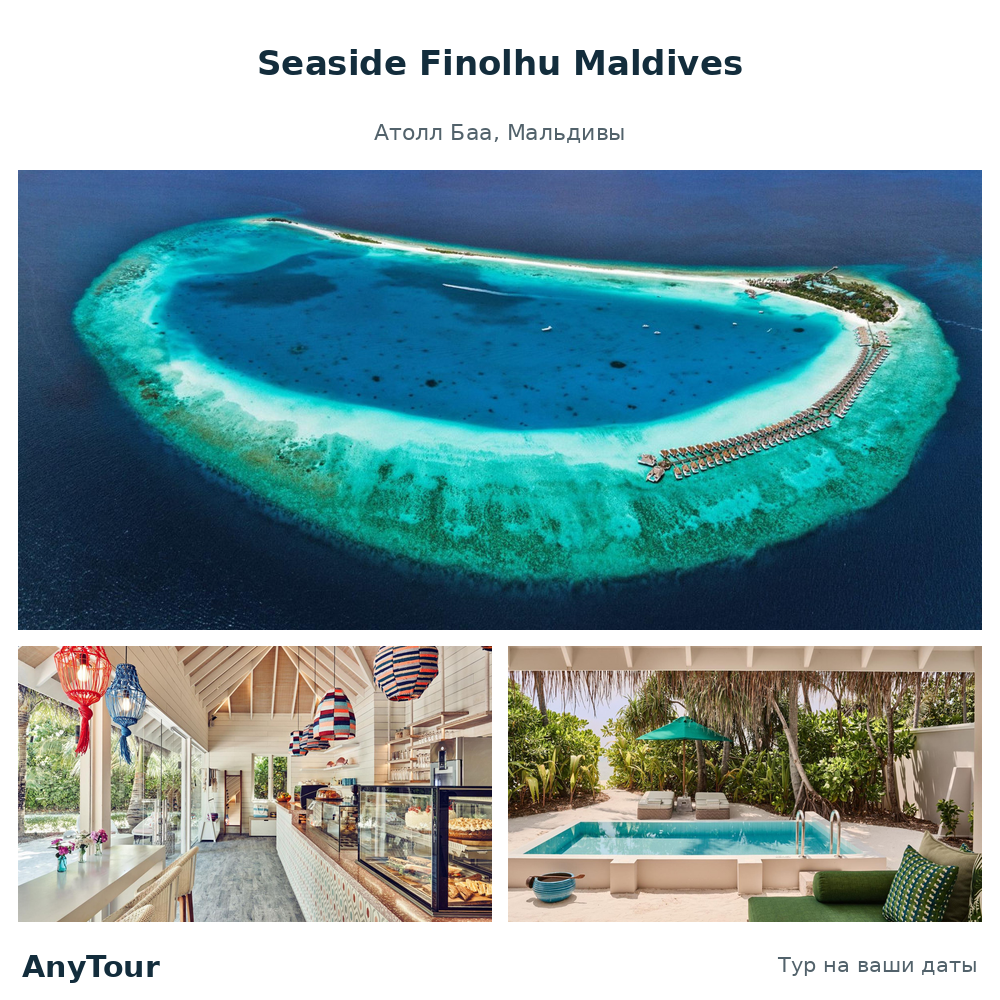 Seaside Finolhu Maldives
Атолл Баа, Мальдивы
AnyTour
Тур на ваши даты